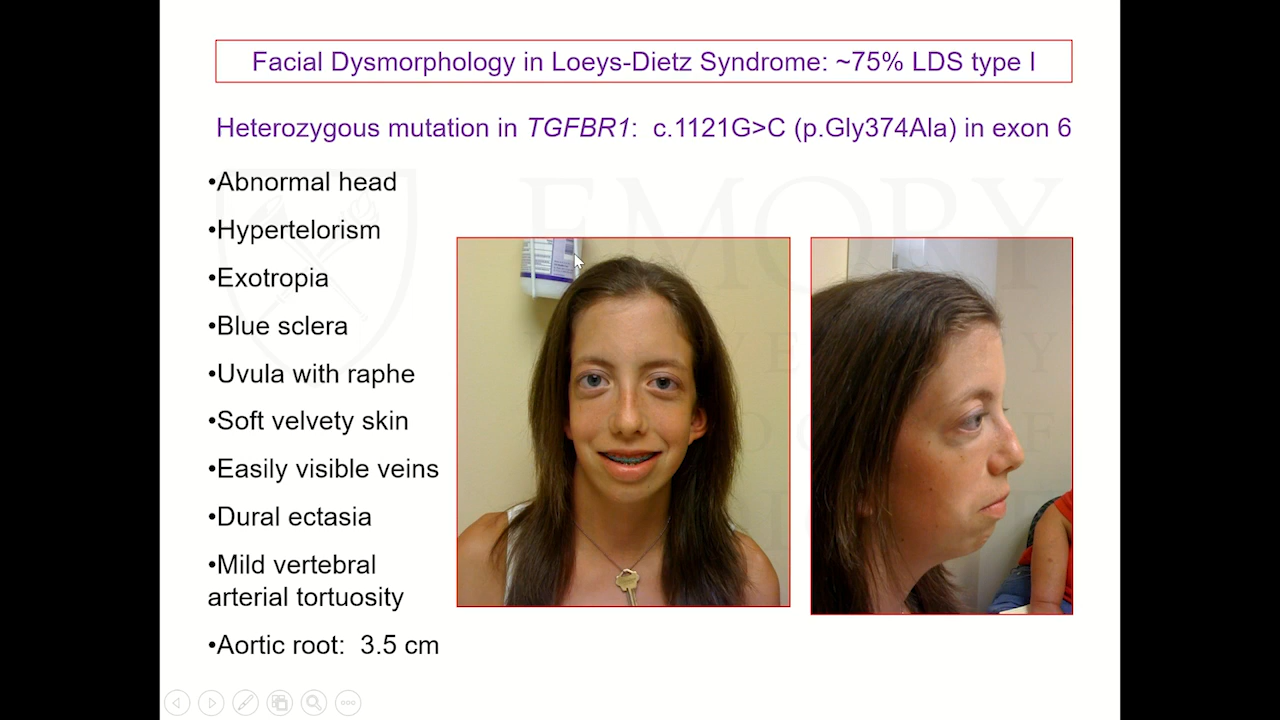 Facial Dysmorphology in Loeys-Dietz Syndrome: ~75% LDS type I
Heterozygous mutation in TGFBR1: c.1121G>C (p.Gly374Ala) in exon 6
•Abnormal head
•Hypertelorism
•Exotropia
•Blue sclera
•Uvula with raphe
•Soft velvety skin
•Easily visible veins
•Dural ectasia
•Mild vertebral
arterial tortuosity
•Aortic root: 3.5 cm
EMORY